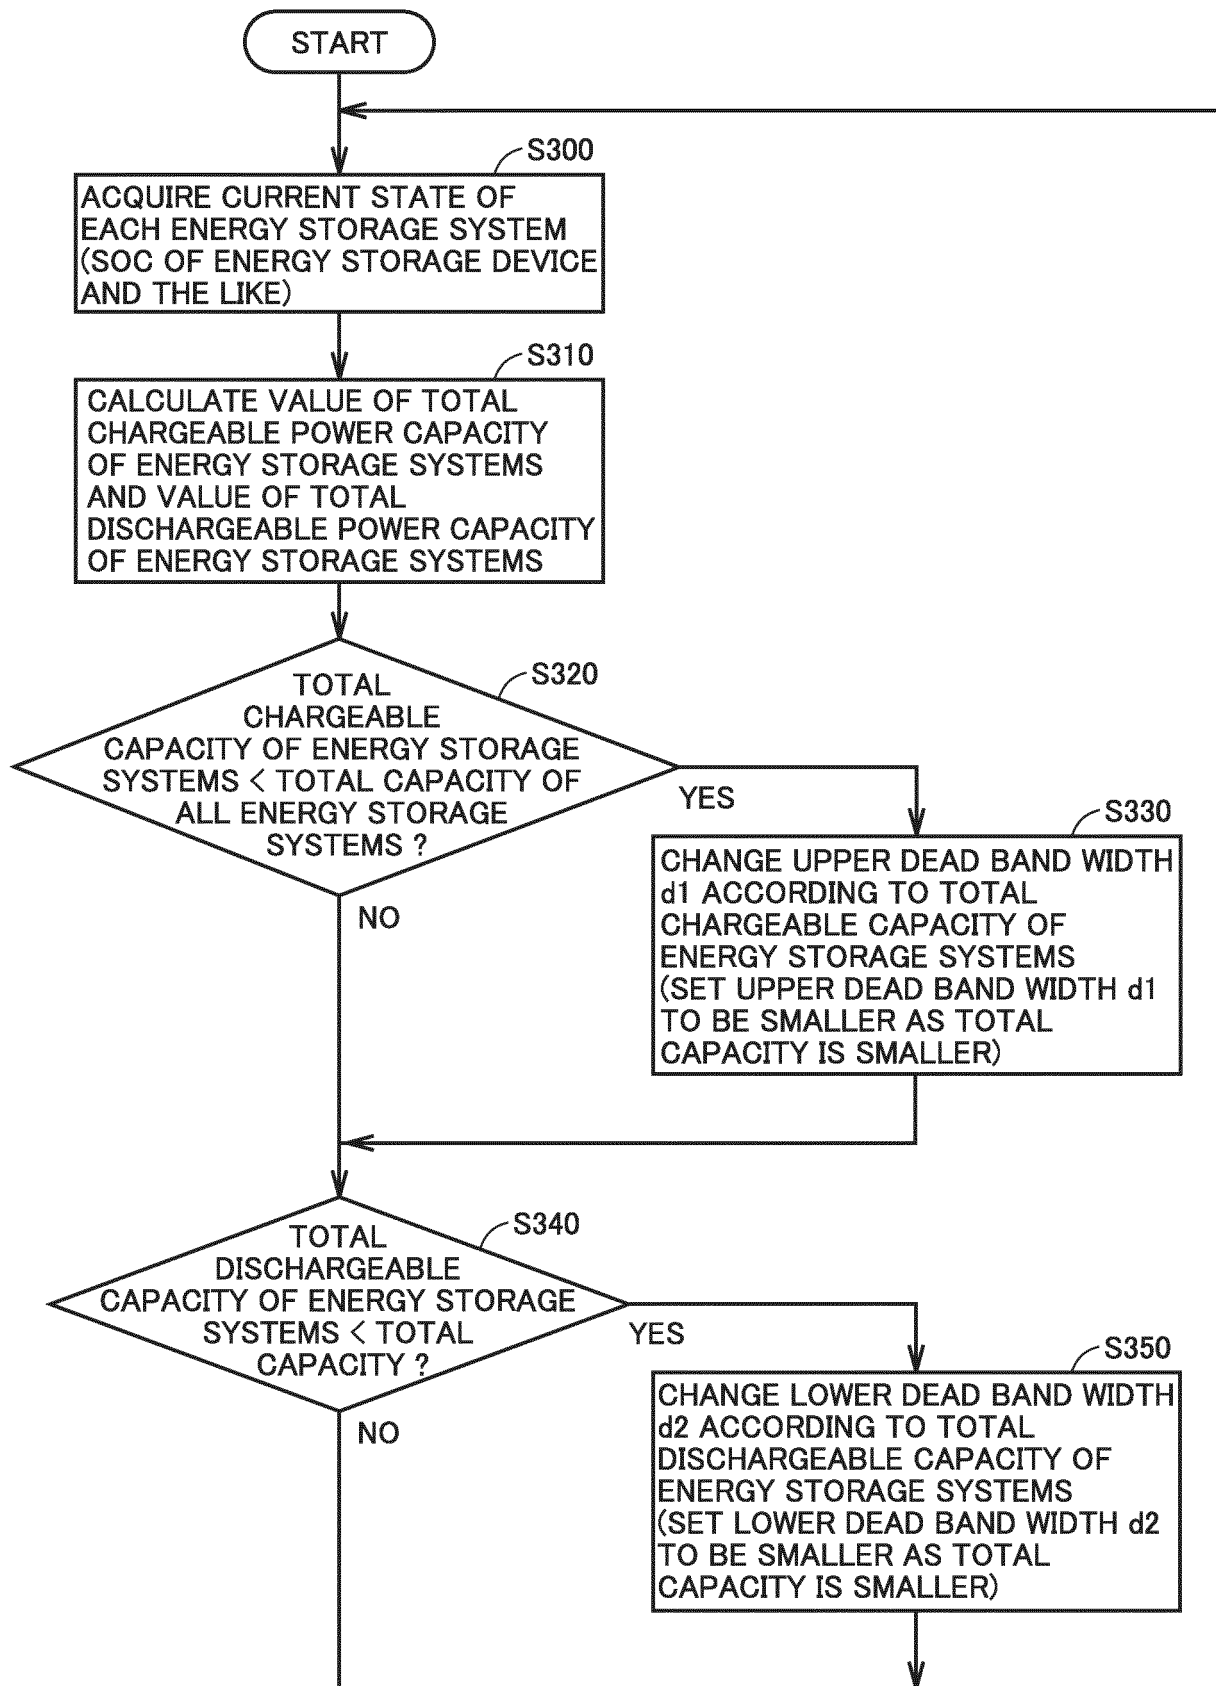 START
S300
ACQUIRE CURRENT STATE OF
EACH ENERGY STORAGE SYSTEM
(SOC OF ENERGY STORAGE DEVICE
AND THE LIKE)
S310
CALCULATE VALUE OF TOTAL
CHARGEABLE POWER CAPACITY
OF ENERGY STORAGE SYSTEMS
AND VALUE OF TOTAL
DISCHARGEABLE POWER CAPACITY
OF ENERGY STORAGE SYSTEMS
S320
TOTAL
CHARGEABLE
CAPACITY OF ENERGY STORAGE
SYSTEMS < TOTAL CAPACITY OF
ALL ENERGY STORAGE
SYSTEMS ?
YES
NO
S330
CHANGE UPPER DEAD BAND WIDTH
d1 ACCORDING TO TOTAL
CHARGEABLE CAPACITY OF
ENERGY STORAGE SYSTEMS
(SET UPPER DEAD BAND WIDTH d1
TO BE SMALLER AS TOTAL
CAPACITY IS SMALLER)
S340
TOTAL
DISCHARGEABLE
CAPACITY OF ENERGY STORAGE
SYSTEMS < TOTAL
CAPACITY ?
YES
NO
S350
CHANGE LOWER DEAD BAND WIDTH
d2 ACCORDING TO TOTAL
DISCHARGEABLE CAPACITY OF
ENERGY STORAGE SYSTEMS
(SET LOWER DEAD BAND WIDTH d2
TO BE SMALLER AS TOTAL
CAPACITY IS SMALLER)